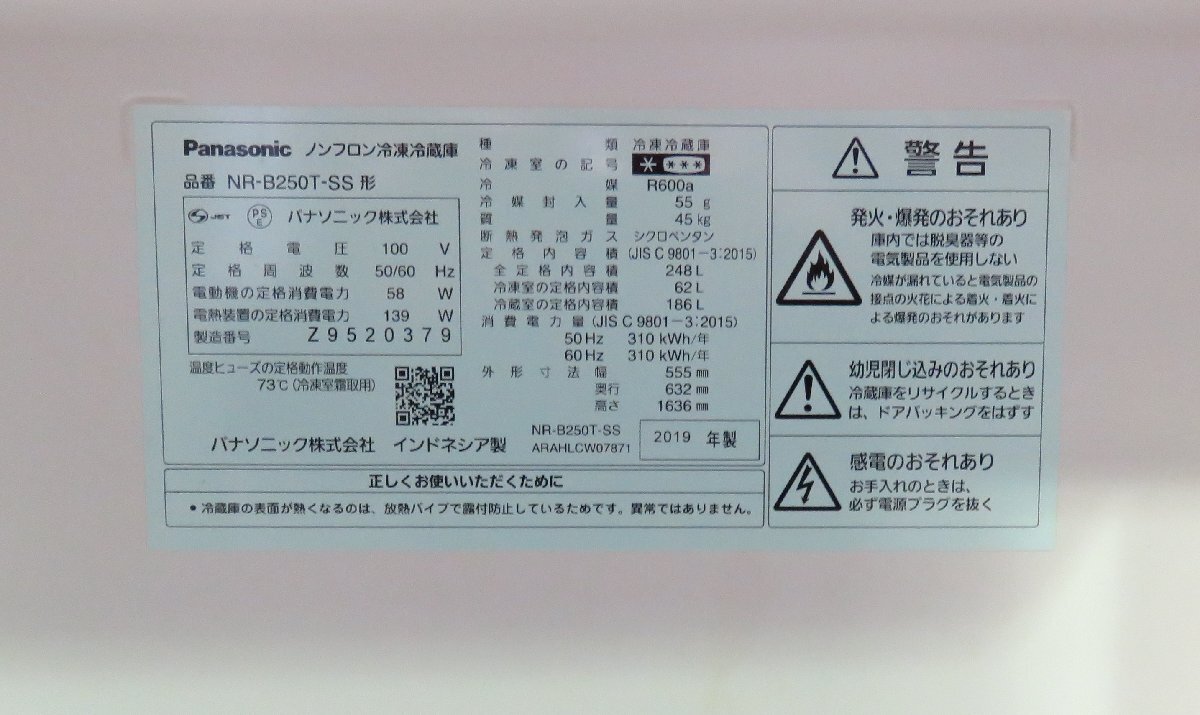 Panasonic ノンフロン冷凍冷蔵庫
品番 NR-B250T-SS 形
JET PS E パナソニック株式会社
定格電圧 100 V
定格周波数 50/60 Hz
電動機の定格消費電力 58 W
電熱装置の定格消費電力 139 W
製造番号 Z9520379
温度ヒューズの定格動作温度
73℃(冷凍室霜取用)
パナソニック株式会社 インドネシア製
種類 冷凍冷蔵庫
冷凍室の記号 * ***
冷媒 R600a
冷媒封入量 55 g
質量 45 kg
断熱発泡ガス シクロペンタン
定格内容積 (JIS C 9801-3:2015)
全定格内容積 248 L
冷凍室の定格内容積 62 L
冷蔵室の定格内容積 186 L
消費電力量 (JIS C 9801-3:2015)
50 Hz 310 kWh/年
60 Hz 310 kWh/年
外形寸法 幅 555 mm
奥行 632 mm
高さ 1636 mm
NR-B250T-SS
ARAHLCW07871
2019 年製
正しくお使いいただくために
• 冷蔵庫の表面が熱くなるのは、放熱パイプで露付防止しているためです。異常ではありません。
警告
発火・爆発のおそれあり
庫内では脱臭器等の
電気製品を使用しない
冷媒が漏れていると電気製品の
接点の火花による着火・着火に
よる爆発のおそれがあります
幼児閉じ込みのおそれあり
冷蔵庫をリサイクルするとき
は、ドアパッキングをはずす
感電のおそれあり
お手入れのときは、
必ず電源プラグを抜く